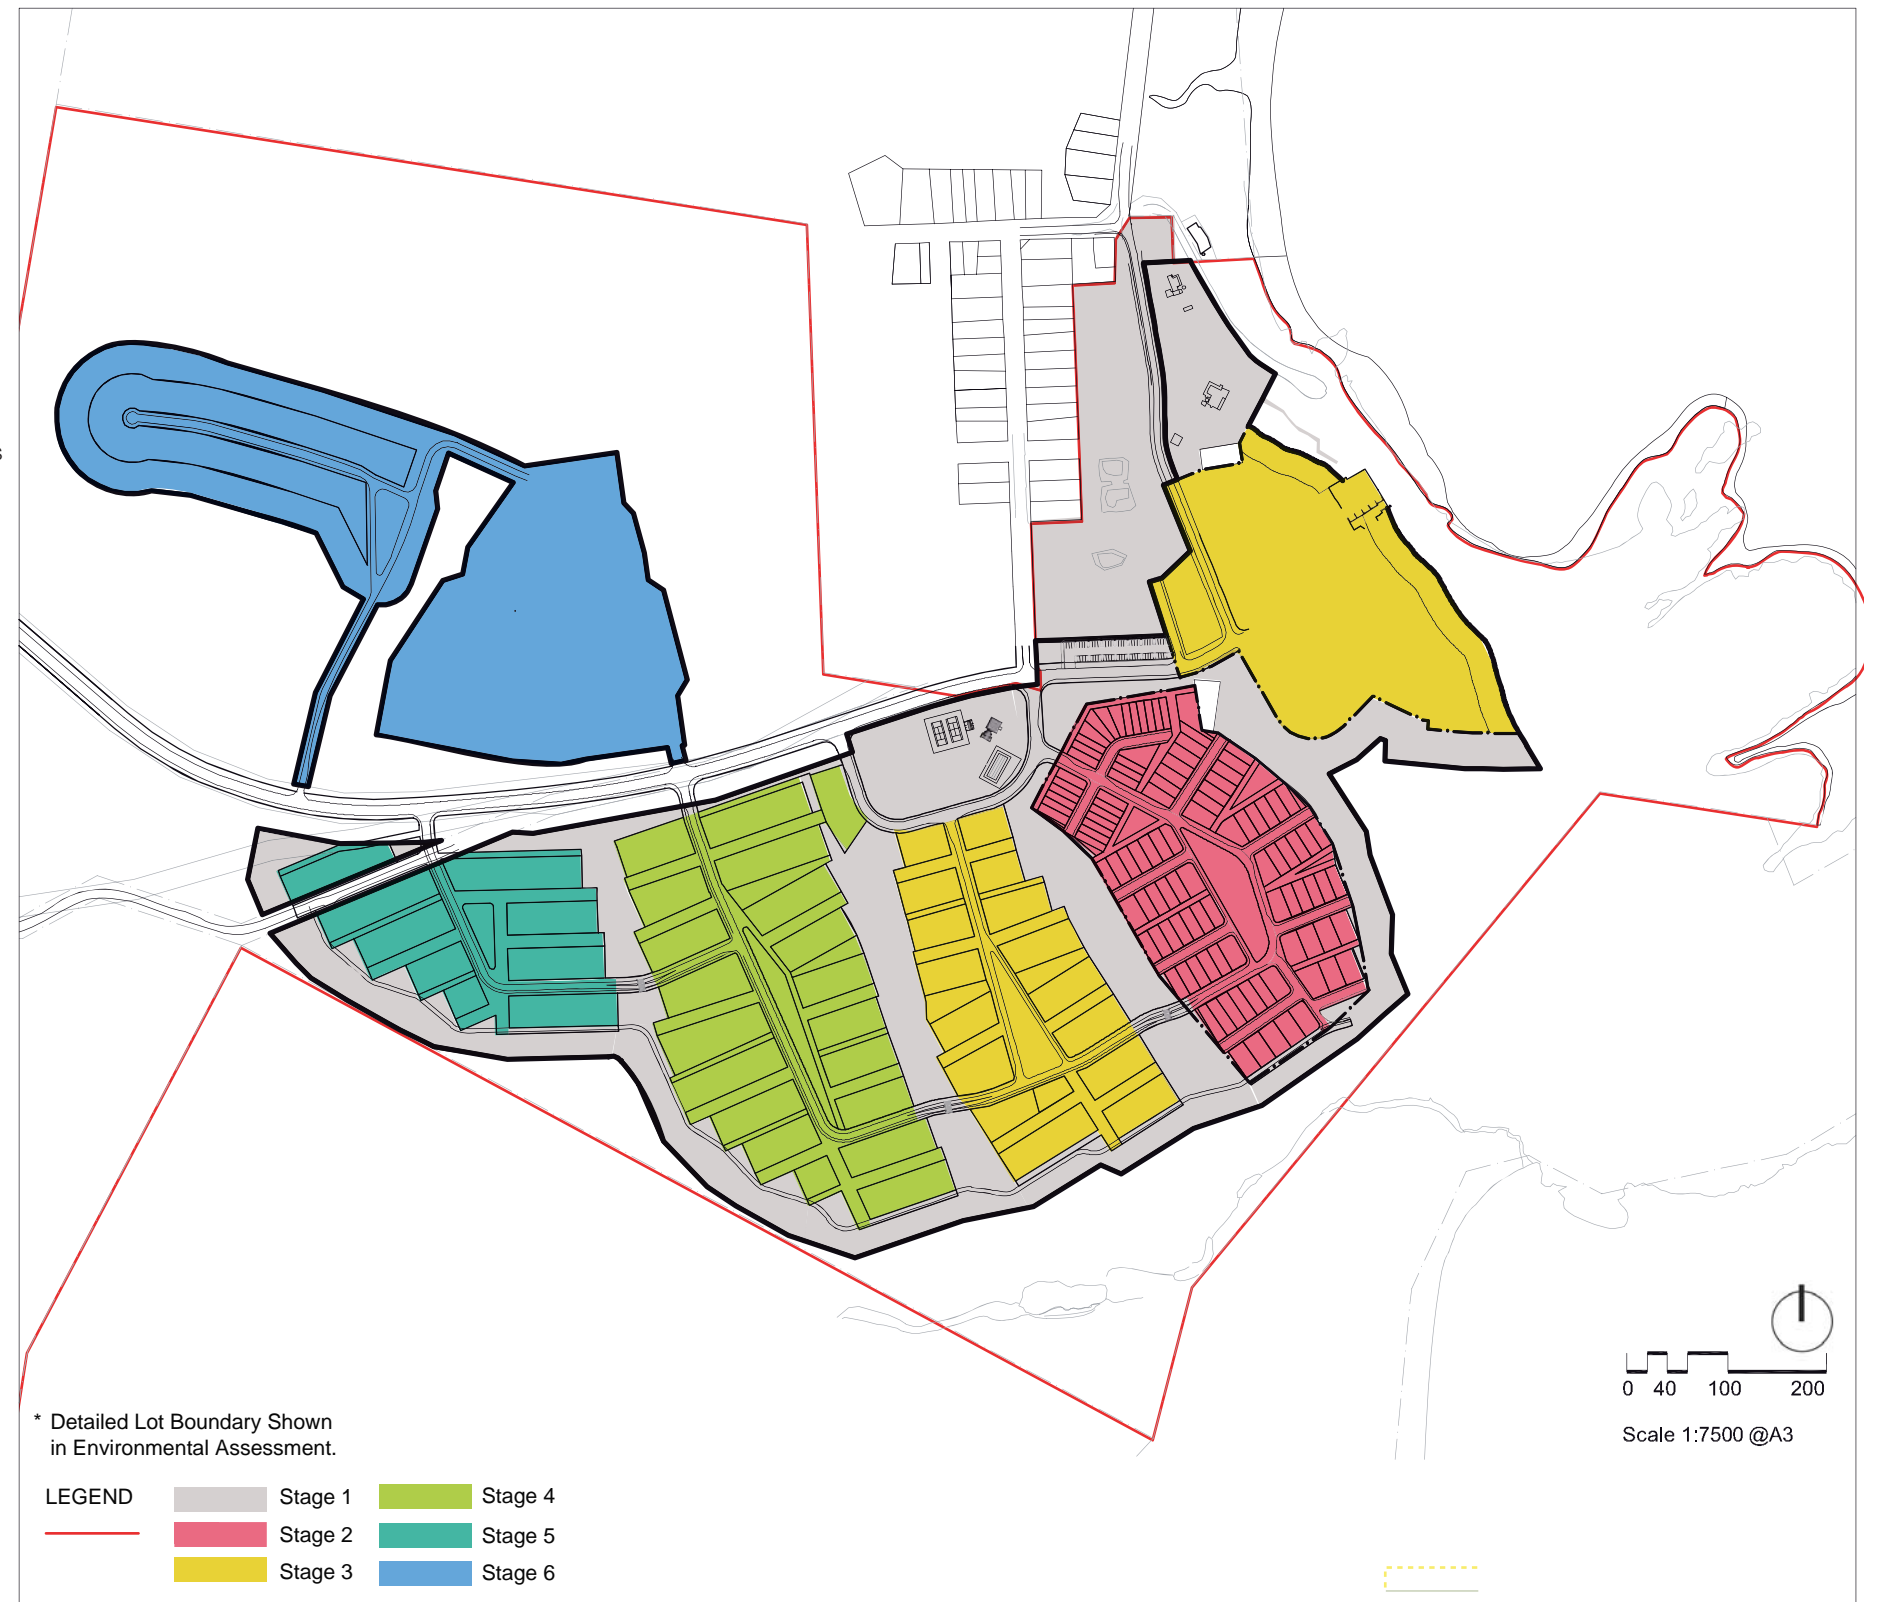 s
0 40 100 200
Scale 1:7500 @A3
* Detailed Lot Boundary Shown
in Environmental Assessment.
LEGEND
Stage 1
Stage 2
Stage 3
Stage 4
Stage 5
Stage 6